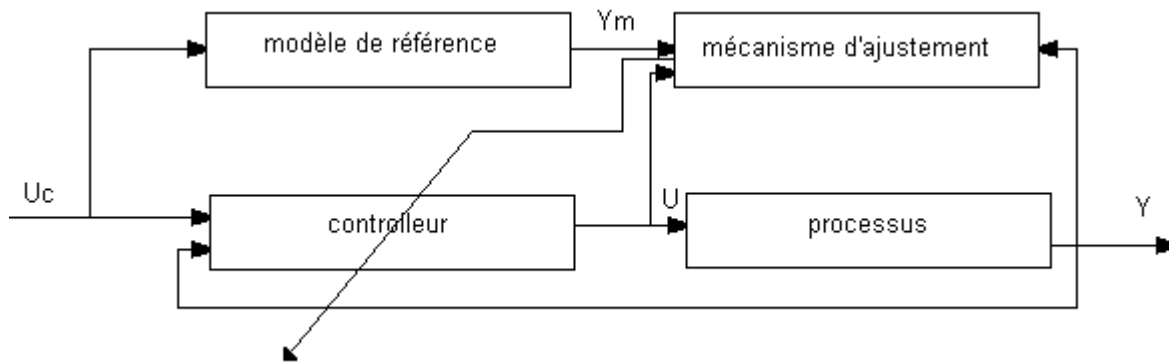 modèle de référence
Ym
mécanisme d'ajustement
Uc
controlleur
U
processus
Y